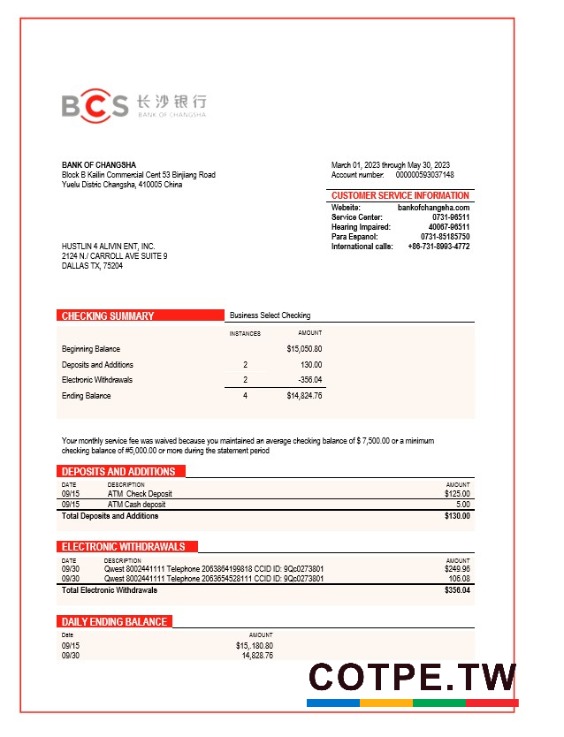 BCS 长沙银行
BANK OF CHANGSHA
BANK OF CHANGSHA
Block B Kailin Commercial Cent 53 Binjiang Road
Yuelu Distric Changsha, 410005 China
March 01, 2023 through May 30, 2023
Account number: 000000593037148
CUSTOMER SERVICE INFORMATION
Website: bankofchangsha.com
Service Center: 0731-96511
Hearing Impaired: 40067-96511
Para Espanol: 0731-85185750
International calls: +86-731-8993-4772
HUSTLIN 4 ALIVIN ENT, INC.
2124 N./ CARROLL AVE SUITE 9
DALLAS TX, 75204
CHECKING SUMMARY Business Select Checking
INSTANCES AMOUNT
Beginning Balance $15,050.80
Deposits and Additions 2 130.00
Electronic Withdrawals 2 -356.04
Ending Balance 4 $14,824.76
Your monthly service fee was waived because you maintained an average checking balance of $ 7,500.00 or a minimum
checking balance of #5,000.00 or more during the statement period
DEPOSITS AND ADDITIONS
DATE DESCRIPTION AMOUNT
09/15 ATM Check Deposit $125.00
09/15 ATM Cash deposit 5.00
Total Deposits and Additions $130.00
ELECTRONIC WITHDRAWALS
DATE DESCRIPTION AMOUNT
09/30 Qwest 8002441111 Telephone 2063864199818 CCID ID: 9Qc0273801 $249.96
09/30 Qwest 8002441111 Telephone 2063654528111 CCID ID: 9Qc0273801 106.08
Total Electronic Withdrawals $356.04
DAILY ENDING BALANCE
Date AMOUNT
09/15 $15,.180.80
09/30 14,828.76
COTPE.TW